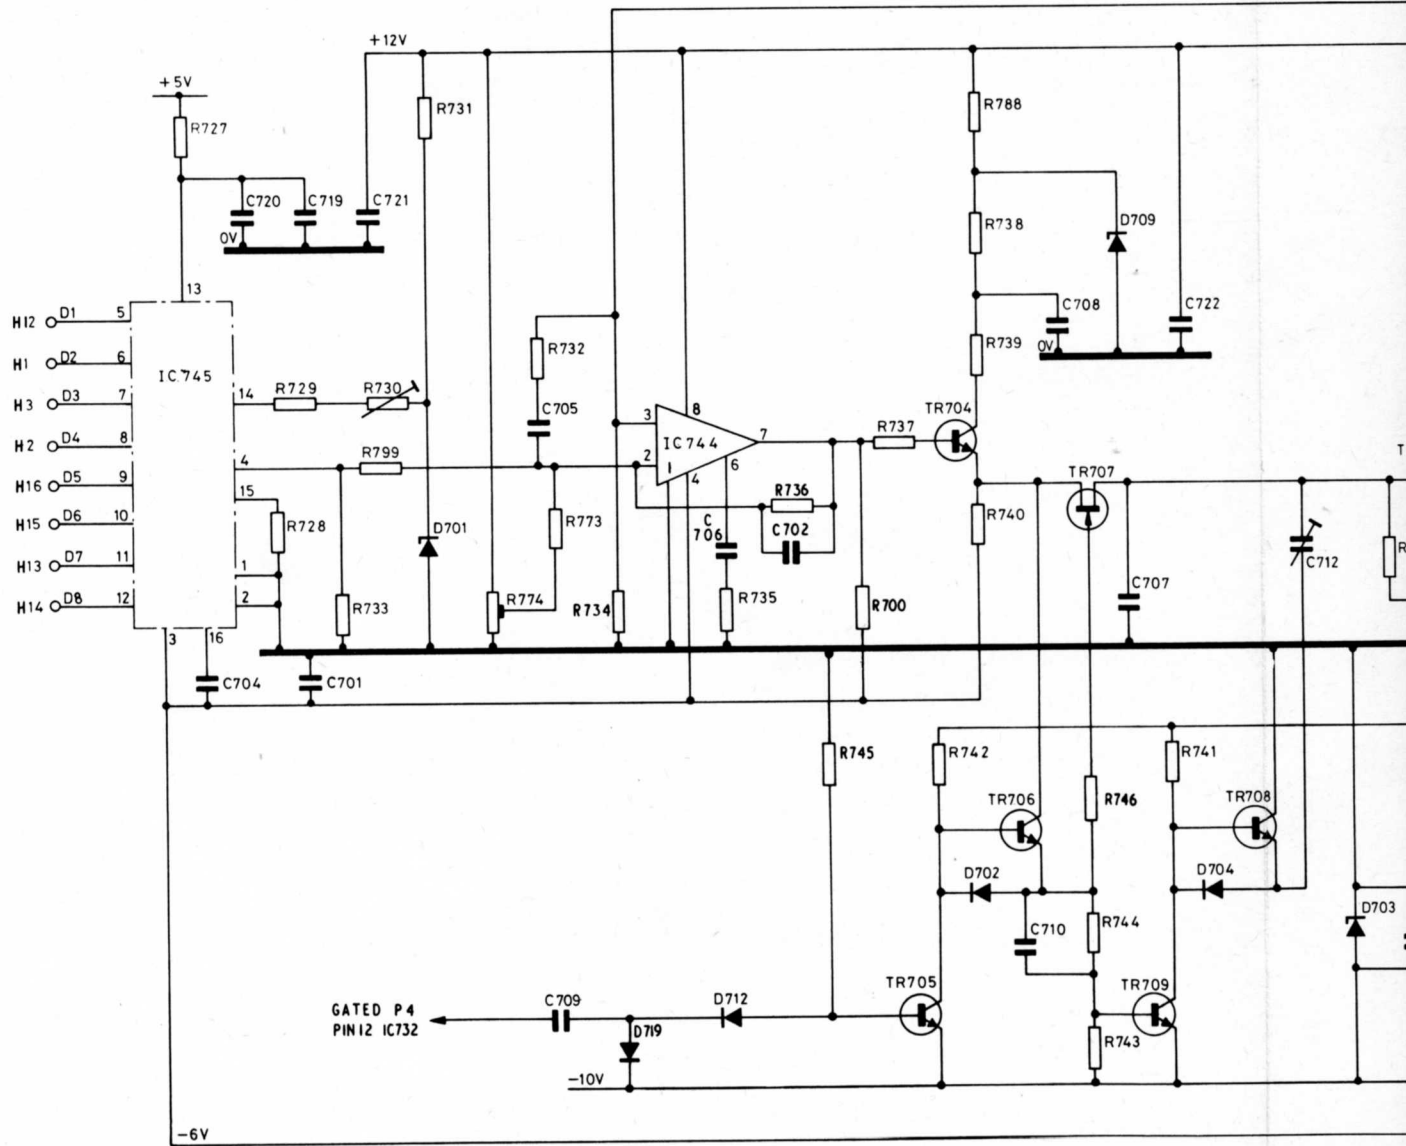 +12V
+5V
R727
R731
R788
C720
C719
C721
0V
R738
D709
13
H12 D1 5
H1 D2 6
H3 D3 7
H2 D4 8
H16 D5 9
H15 D6 10
H13 D7 11
H14 D8 12
IC745
14
4
15
1
2
3
16
R729
R730
R799
R728
R733
D701
R732
C705
R773
R774
R734
3
2
8
7
6
4
IC744
C
706
R735
R736
C702
R700
R737
TR704
R739
C708
0V
C722
R740
TR707
C707
C712
T
R
C704
C701
R745
R742
TR706
R746
R741
TR708
D702
D704
C710
R744
D703
TR705
TR709
R743
GATED P4
PIN12 IC732
C709
D712
D719
-10V
-6V